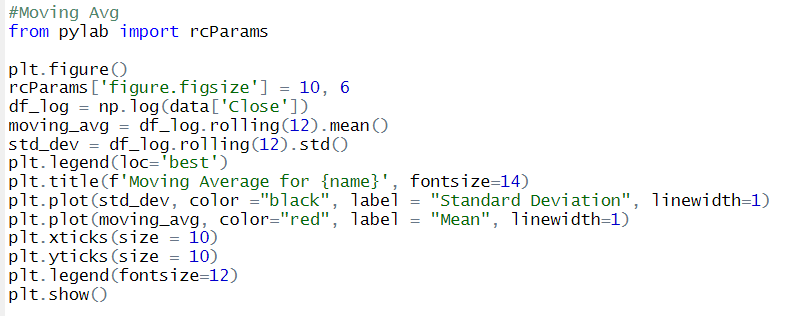 #Moving Avg
from pylab import rcParams
plt.figure()
rcParams['figure.figsize'] = 10, 6
df_log = np.log(data['Close'])
moving_avg = df_log.rolling(12).mean()
std_dev = df_log.rolling(12).std()
plt.legend(loc='best')
plt.title(f'Moving Average for {name}', fontsize=14)
plt.plot(std_dev, color ="black", label = "Standard Deviation", linewidth=1)
plt.plot(moving_avg, color="red", label = "Mean", linewidth=1)
plt.xticks(size = 10)
plt.yticks(size = 10)
plt.legend(fontsize=12)
plt.show()